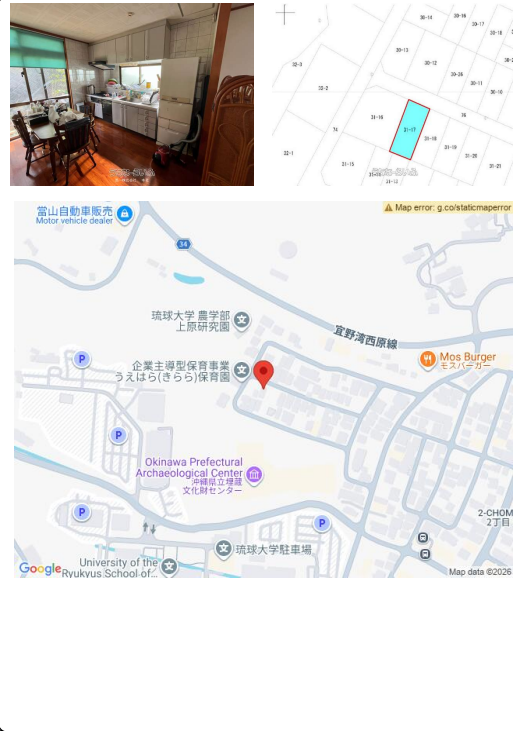 30-14
30-16
30-17
30-18
30-13
30-12
32-3
30-26
30-11
30-10
32-2
31-16
76
74
31-17
31-18
31-19
31-20
31-21
32-1
31-15
31-12
當山自動車販売
Motor vehicle dealer
Map error: g.co/staticmaperror
34
琉球大学 農学部
上原研究園
宜野湾西原線
Mos Burger
モスバーガー
企業主導型保育事業
うえはら(きらら)保育園
P
P
Okinawa Prefectural
Archaeological Center
沖縄県立埋蔵
文化財センター
P
P
2-CHOM
2丁目
琉球大学駐車場
University of the
Ryukyus School of...
Google
Map data ©2026